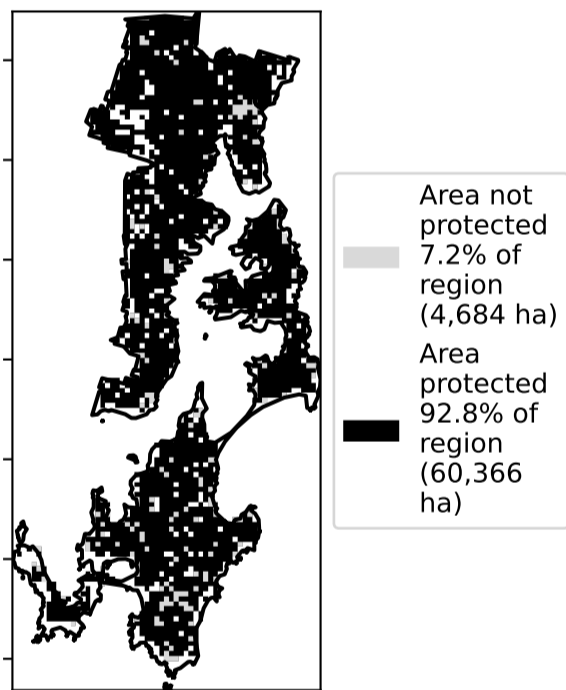 Area not
protected
7.2% of
region
(4,684 ha)
Area
protected
92.8% of
region
(60,366
ha)